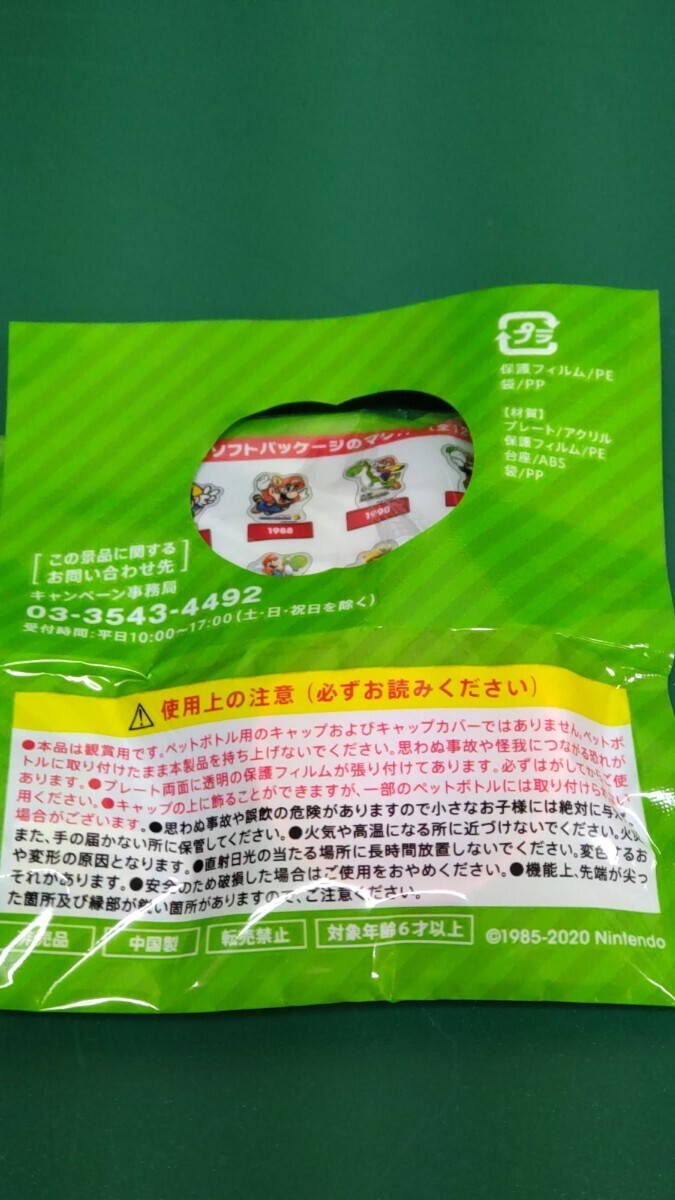 プラ
保護フィルム/PE
袋/PP
【材質】
プレート/アクリル
保護フィルム/PE
台座/ABS
袋/PP
ソフトパッケージのマリオ
1988
1990
[この景品に関する
お問い合わせ先]
キャンペーン事務局
03-3543-4492
受付時間:平日10:00〜17:00(土・日・祝日を除く)
使用上の注意(必ずお読みください)
●本品は観賞用です。ペットボトル用のキャップおよびキャップカバーではありません。ペットボ
トルに取り付けたまま本製品を持ち上げないでください。思わぬ事故や怪我につながる恐れが
あります。●プレート両面に透明の保護フィルムが張り付けてあります。必ずはがしてからご使
用ください。●キャップの上に飾ることができますが、一部のペットボトルには取り付けられない
場合がございます。●思わぬ事故や誤飲の危険がありますので小さなお子様には絶対に与え
また、手の届かない所に保管してください。●火気や高温になる所に近づけないでください。火災
や変形の原因となります。●直射日光の当たる場所に長時間放置しないでください。変色するお
それがあります。●安全のため破損した場合はご使用をおやめください。●機能上、先端が尖っ
た箇所及び縁部が鋭い箇所がありますので、ご注意ください。
非売品
中国製
転売禁止
対象年齢6才以上
©1985-2020 Nintendo